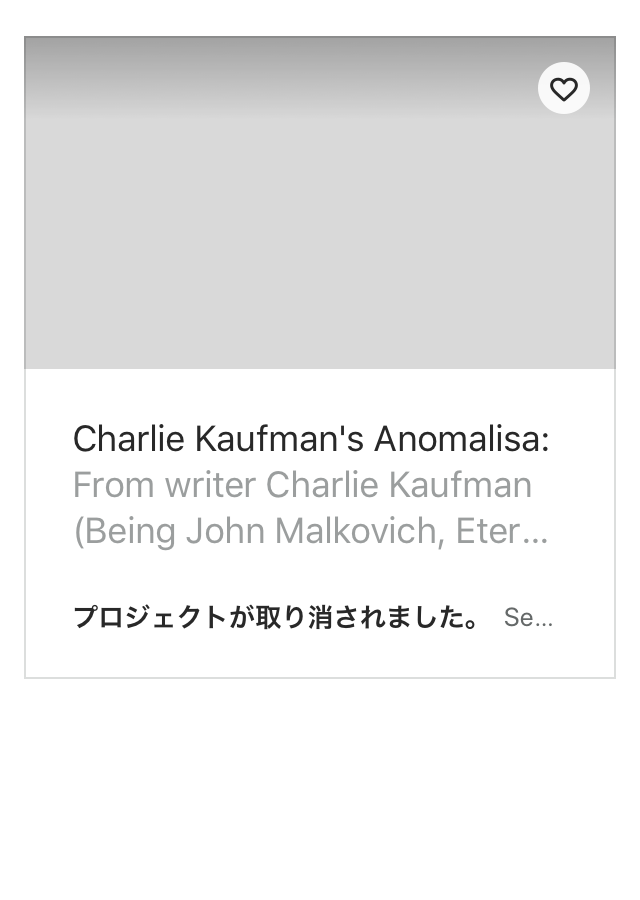 Charlie Kaufman's Anomalisa:
From writer Charlie Kaufman
(Being John Malkovich, Eter…
プロジェクトが取り消されました。 Se…